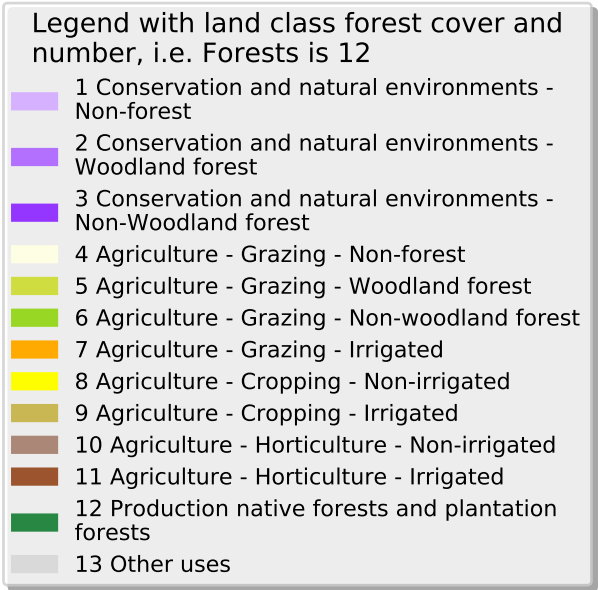 Legend with land class forest cover and
number, i.e. Forests is 12
1 Conservation and natural environments -
Non-forest
2 Conservation and natural environments -
Woodland forest
3 Conservation and natural environments -
Non-Woodland forest
4 Agriculture - Grazing - Non-forest
5 Agriculture - Grazing - Woodland forest
6 Agriculture - Grazing - Non-woodland forest
7 Agriculture - Grazing - Irrigated
8 Agriculture - Cropping - Non-irrigated
9 Agriculture - Cropping - Irrigated
10 Agriculture - Horticulture - Non-irrigated
11 Agriculture - Horticulture - Irrigated
12 Production native forests and plantation
forests
13 Other uses